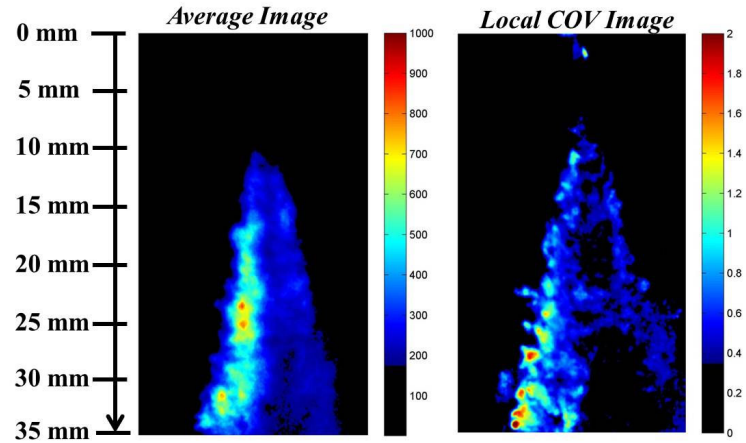 Average Image
Local COV Image
0 mm
5 mm
10 mm
15 mm
20 mm
25 mm
30 mm
35 mm
1000
900
800
700
600
500
400
300
200
100
2
1.8
1.6
1.4
1.2
1
0.8
0.6
0.4
0.2
0